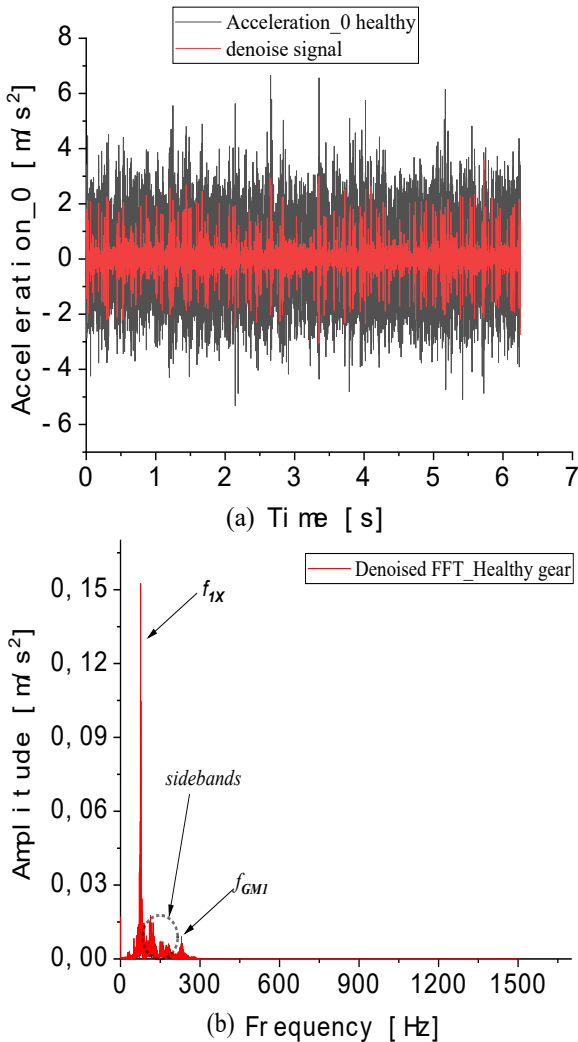 Acceleration_0 healthy
denoise signal
8
6
4
2
0
-2
-4
-6
Acceleration_0 [m/s²]
0 1 2 3 4 5 6 7
(a) Time [s]
Denoised FFT_Healthy gear
0,15
0,12
0,09
0,06
0,03
0,00
Amplitude [m/s²]
f1X
sidebands
fGM1
0 300 600 900 1200 1500
(b) Frequency [Hz]